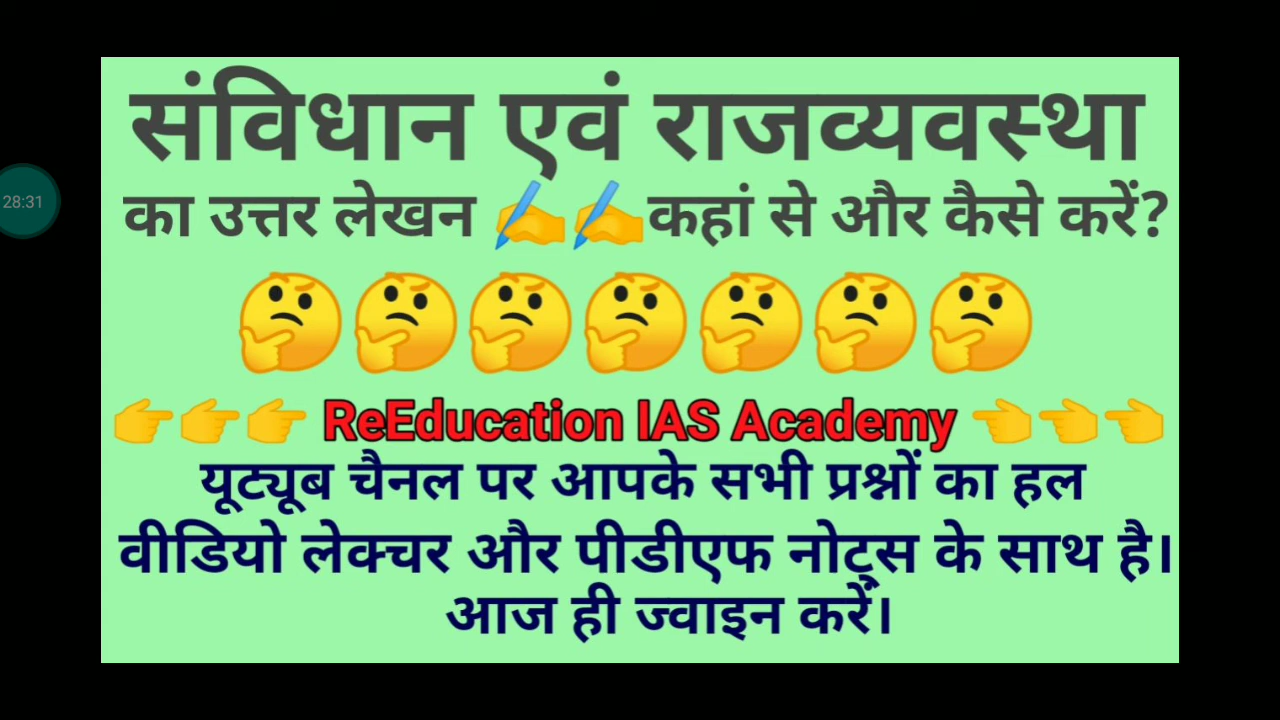 संविधान एवं राजव्यवस्था
का उत्तर लेखन ✍✍कहां से और कैसे करें?
28:31
👉👉👉 ReEducation IAS Academy 👈👈👈
यूट्यूब चैनल पर आपके सभी प्रश्नों का हल
वीडियो लेक्चर और पीडीएफ नोट्स के साथ है।
आज ही ज्वाइन करें।